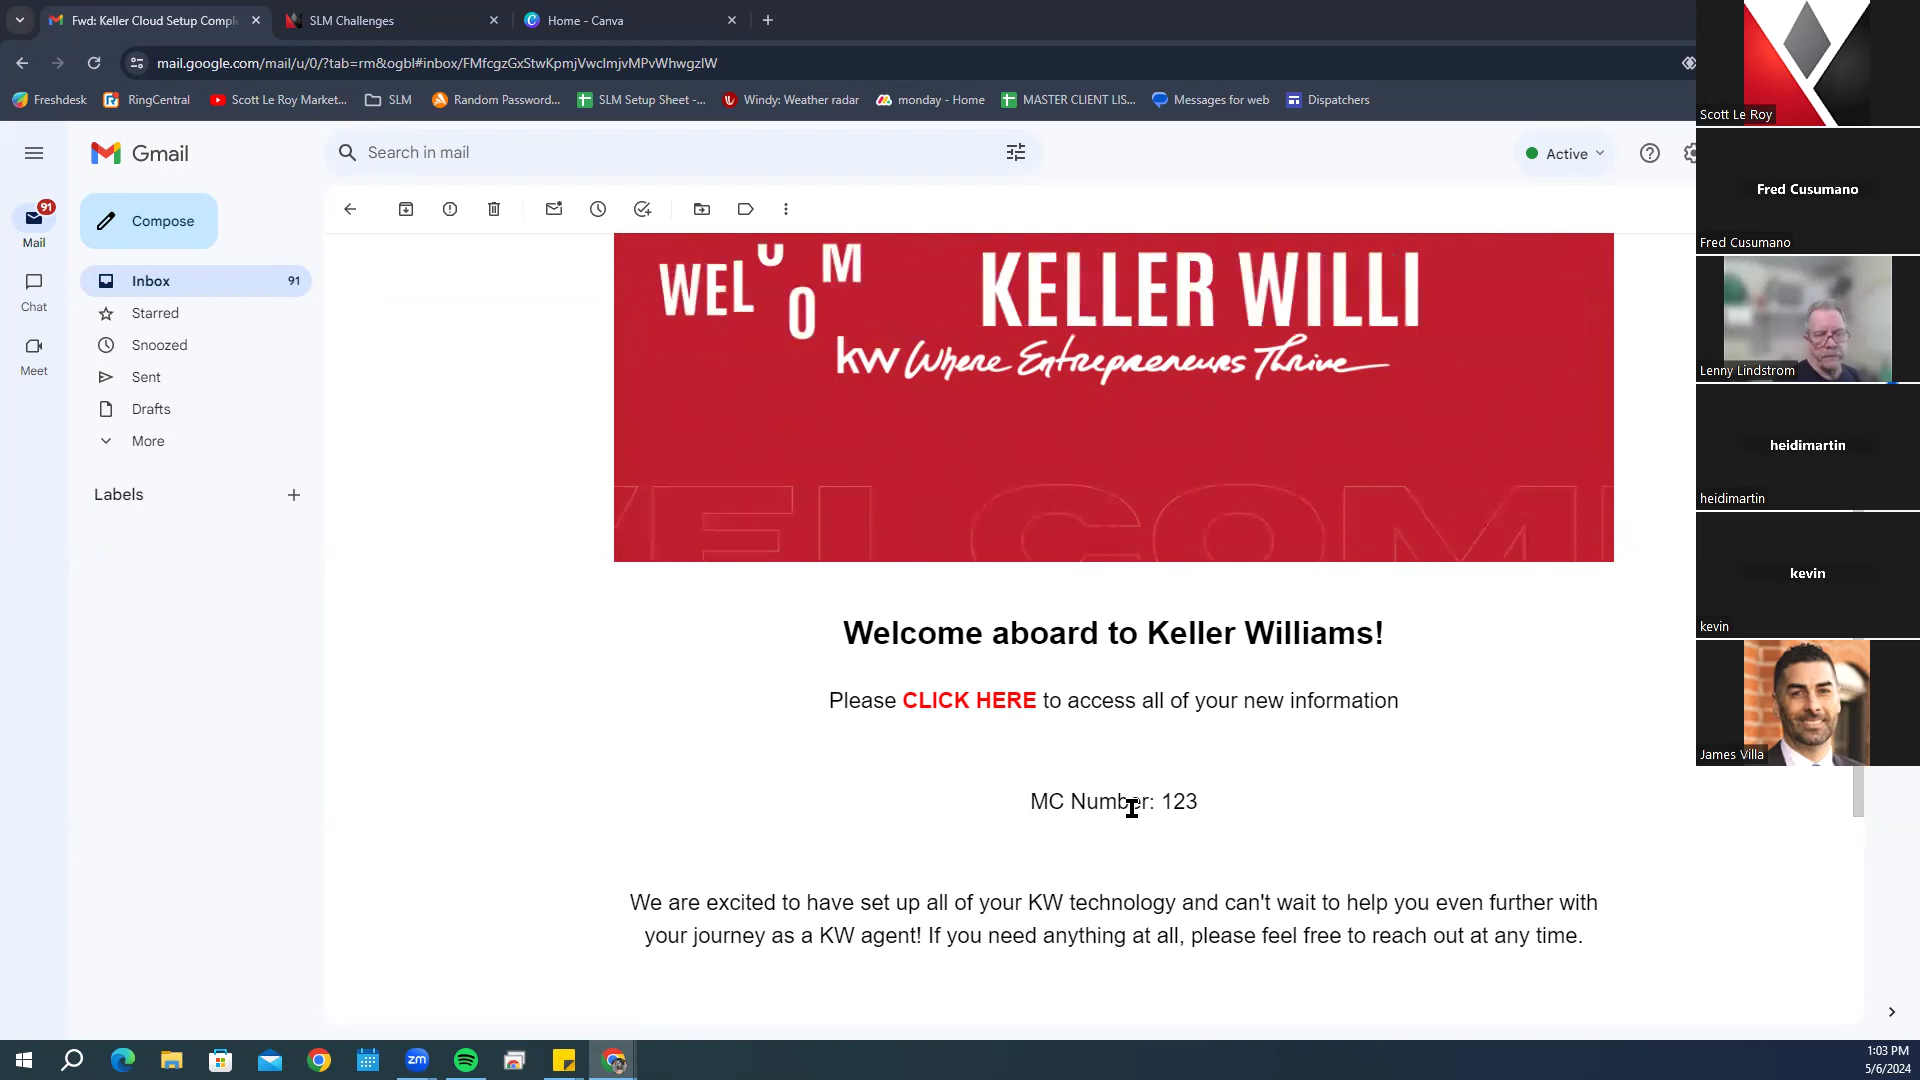 Fwd: Keller Cloud Setup Compl
SLM Challenges
Home - Canva
mail.google.com/mail/u/0/?tab=rm&ogbl#inbox/FMfcgzGxStwKpmjVwclmjvMPvWhwgzlW
Freshdesk
RingCentral
Scott Le Roy Market...
SLM
Random Password...
SLM Setup Sheet -...
Windy: Weather radar
monday - Home
MASTER CLIENT LIS...
Messages for web
Dispatchers
Gmail
Search in mail
Active
91
Mail
Chat
Meet
Compose
Inbox 91
Starred
Snoozed
Sent
Drafts
More
Labels
WELCOM KELLER WILLI
kw Where Entrepreneurs Thrive
WELCOME
Welcome aboard to Keller Williams!
Please CLICK HERE to access all of your new information
MC Number: 123
We are excited to have set up all of your KW technology and can't wait to help you even further with
your journey as a KW agent! If you need anything at all, please feel free to reach out at any time.
Scott Le Roy
Fred Cusumano
Fred Cusumano
Lenny Lindstrom
heidimartin
heidimartin
kevin
kevin
James Villa
zm
1:03 PM
5/6/2024